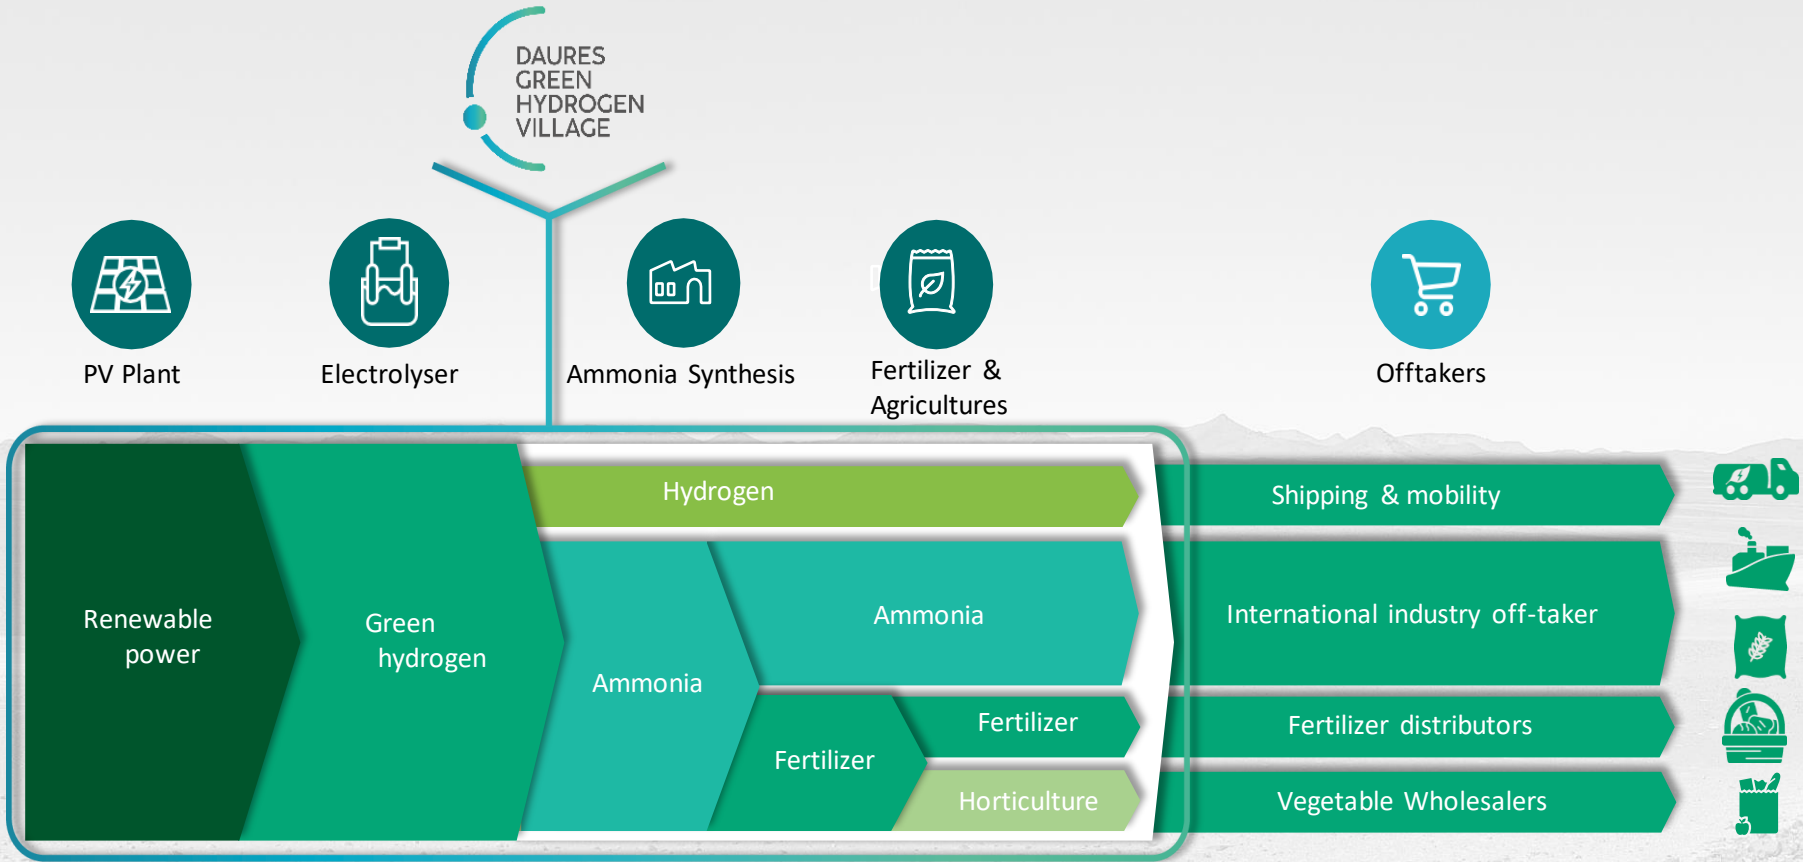 DAURES
GREEN
HYDROGEN
VILLAGE
PV Plant
Electrolyser
Ammonia Synthesis
Fertilizer &
Agricultures
Offtakers
Renewable
power
Green
hydrogen
Hydrogen
Ammonia
Ammonia
Fertilizer
Fertilizer
Horticulture
Shipping & mobility
International industry off-taker
Fertilizer distributors
Vegetable Wholesalers